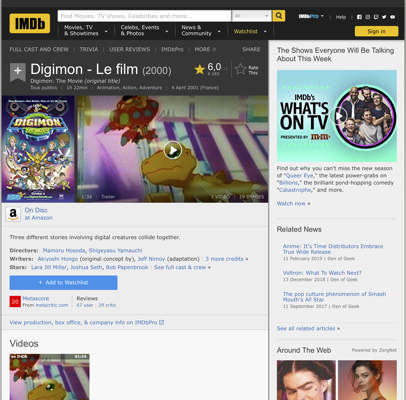 IMDb
Find Movies, TV shows, Celebrities and more...
All
Movies, TV & Showtimes
Celebs, Events & Photos
News & Community
Watchlist
IMDbPro
Help
Sign in
FULL CAST AND CREW | TRIVIA | USER REVIEWS | IMDbPro | MORE
SHARE
Digimon - Le film (2000)
Digimon: The Movie (original title)
Tous publics | 1h 22min | Animation, Action, Adventure | 4 April 2001 (France)
6,0
Rate This
DIGIMON
1:34 | Trailer
1 VIDEO
On Disc
at Amazon
Three different stories involving digital creatures collide together.
Directors: Mamoru Hosoda, Shigeyasu Yamauchi
Writers: Akiyoshi Hongo (original concept by), Jeff Nimoy (adaptation) | 3 more credits »
Stars: Lara Jill Miller, Joshua Seth, Bob Papenbrook | See full cast & crew »
+ Add to Watchlist
20
Metascore
From metacritic.com
Reviews
67 user | 29 critic
View production, box office, & company info on IMDbPro
Videos
The Shows Everyone Will Be Talking
About This Week
IMDb's
WHAT'S
ON TV
PRESENTED BY
Find out why you can't miss the new season
of "Queer Eye," the latest power-grabs on
"Billions," the brilliant pond-hopping comedy
"Catastrophe," and more.
Watch now »
Related News
Anime: It's Time Distributors Embrace
True Wide Release
11 February 2019 | Den of Geek
Voltron: What To Watch Next?
13 December 2018 | Den of Geek
The pop culture phenomenon of Smash
Mouth's All Star
11 September 2017 | Den of Geek
See all related articles »
Around The Web
Powered by ZergNet